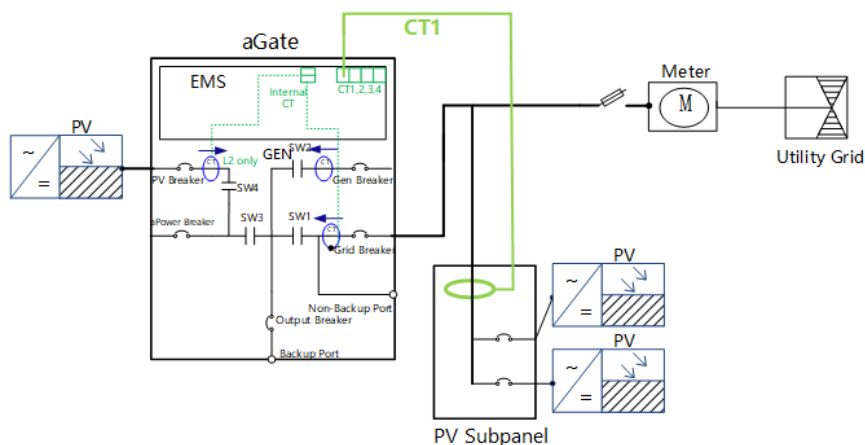 CT1
aGate
EMS
Internal
CT
CT1,2,3,4
Meter
M
Utility Grid
PV
~
=
CT
L2 only
GEN
SW2
CT
PV Breaker
Gen Breaker
SW4
aPower Breaker
SW3
SW1
CT
Grid Breaker
Non-Backup Port
Output Breaker
Backup Port
PV
~
=
PV
~
=
PV Subpanel